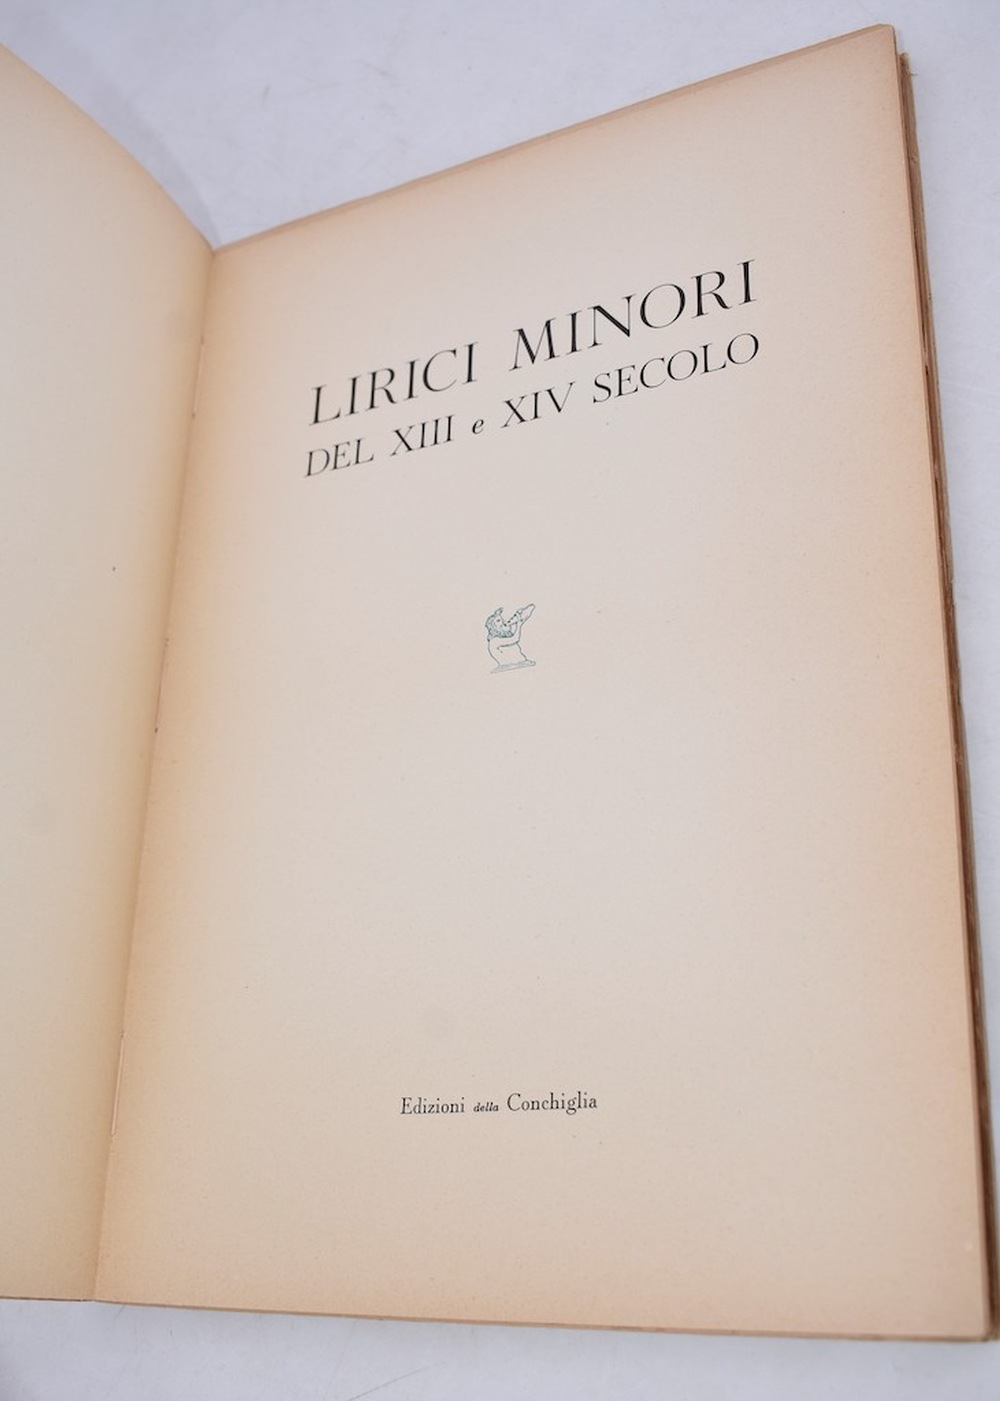 LIRICI MINORI
DEL XIII e XIV SECOLO
Edizioni della Conchiglia